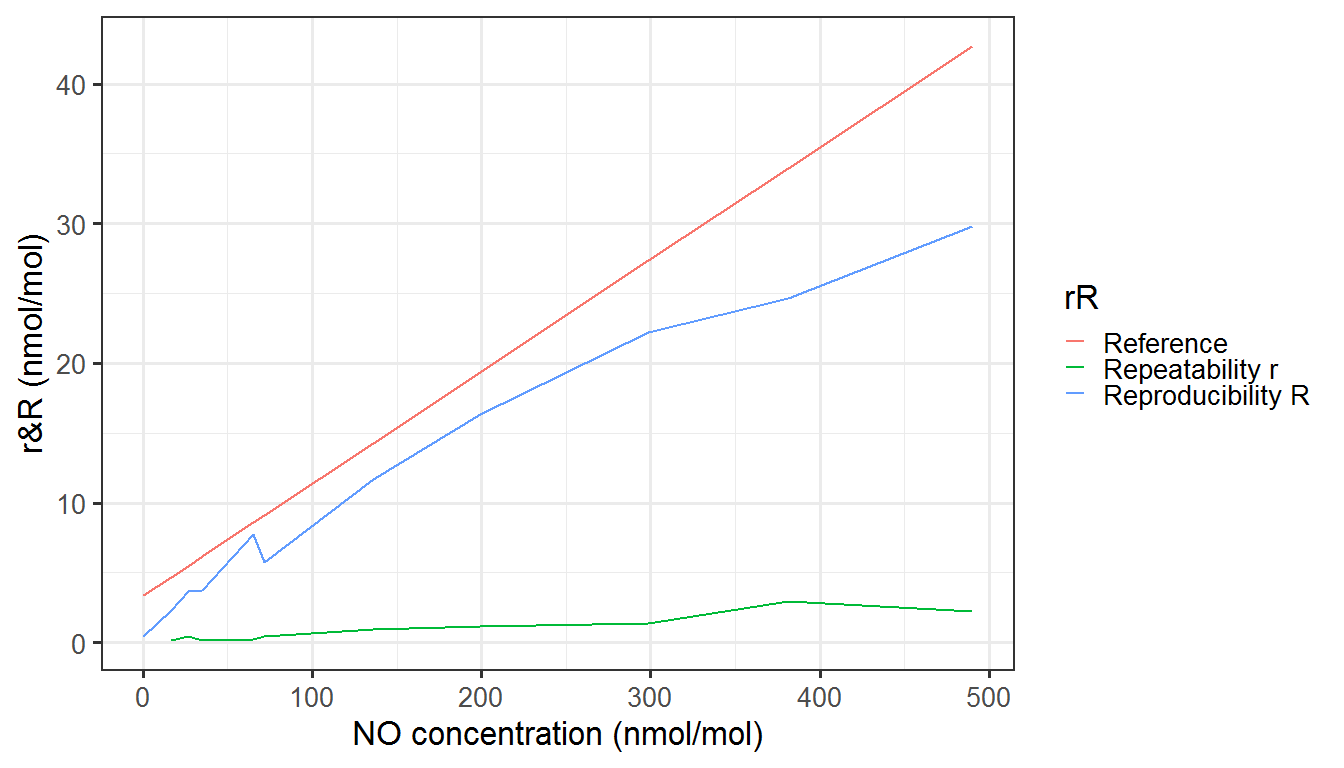 r&R (nmol/mol)
40
30
20
10
0
0 100 200 300 400 500
NO concentration (nmol/mol)
rR
Reference
Repeatability r
Reproducibility R